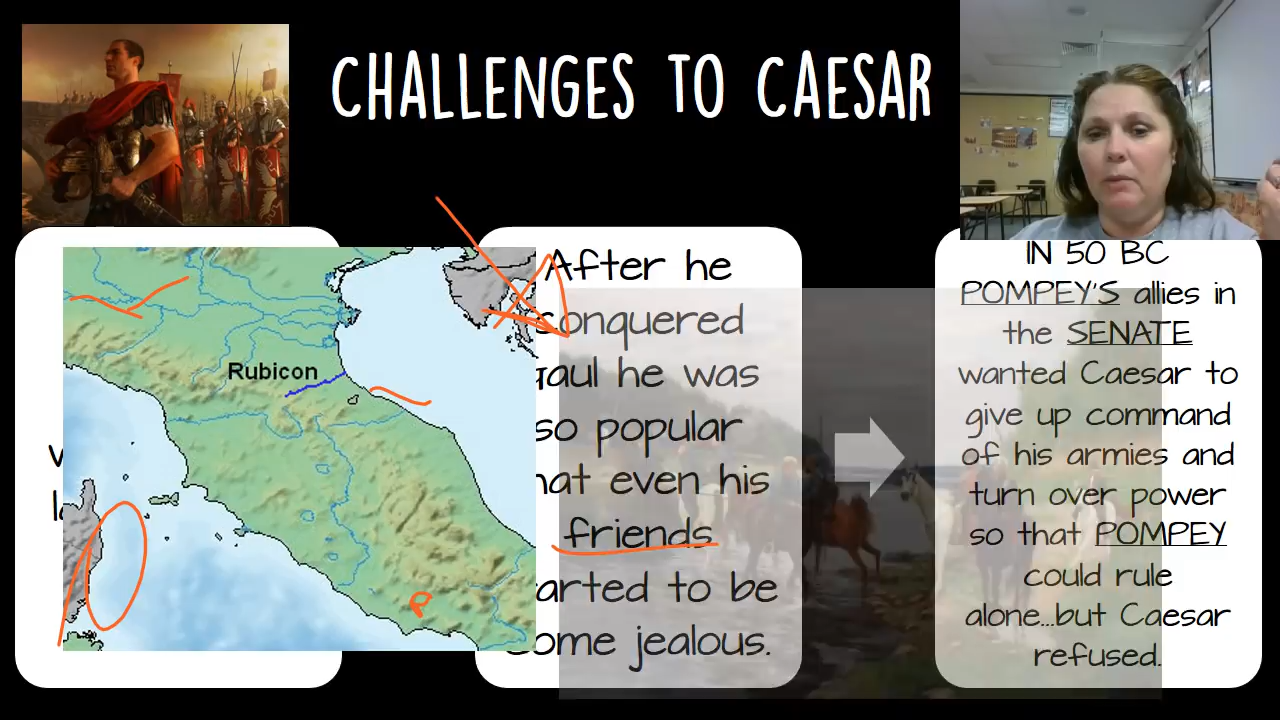 CHALLENGES TO CAESAR
Rubicon
After he
conquered
gaul he was
so popular
that even his
friends
started to be
come jealous.
IN 50 BC
POMPEY'S allies in
the SENATE
wanted Caesar to
give up command
of his armies and
turn over power
so that POMPEY
could rule
alone...but Caesar
refused.